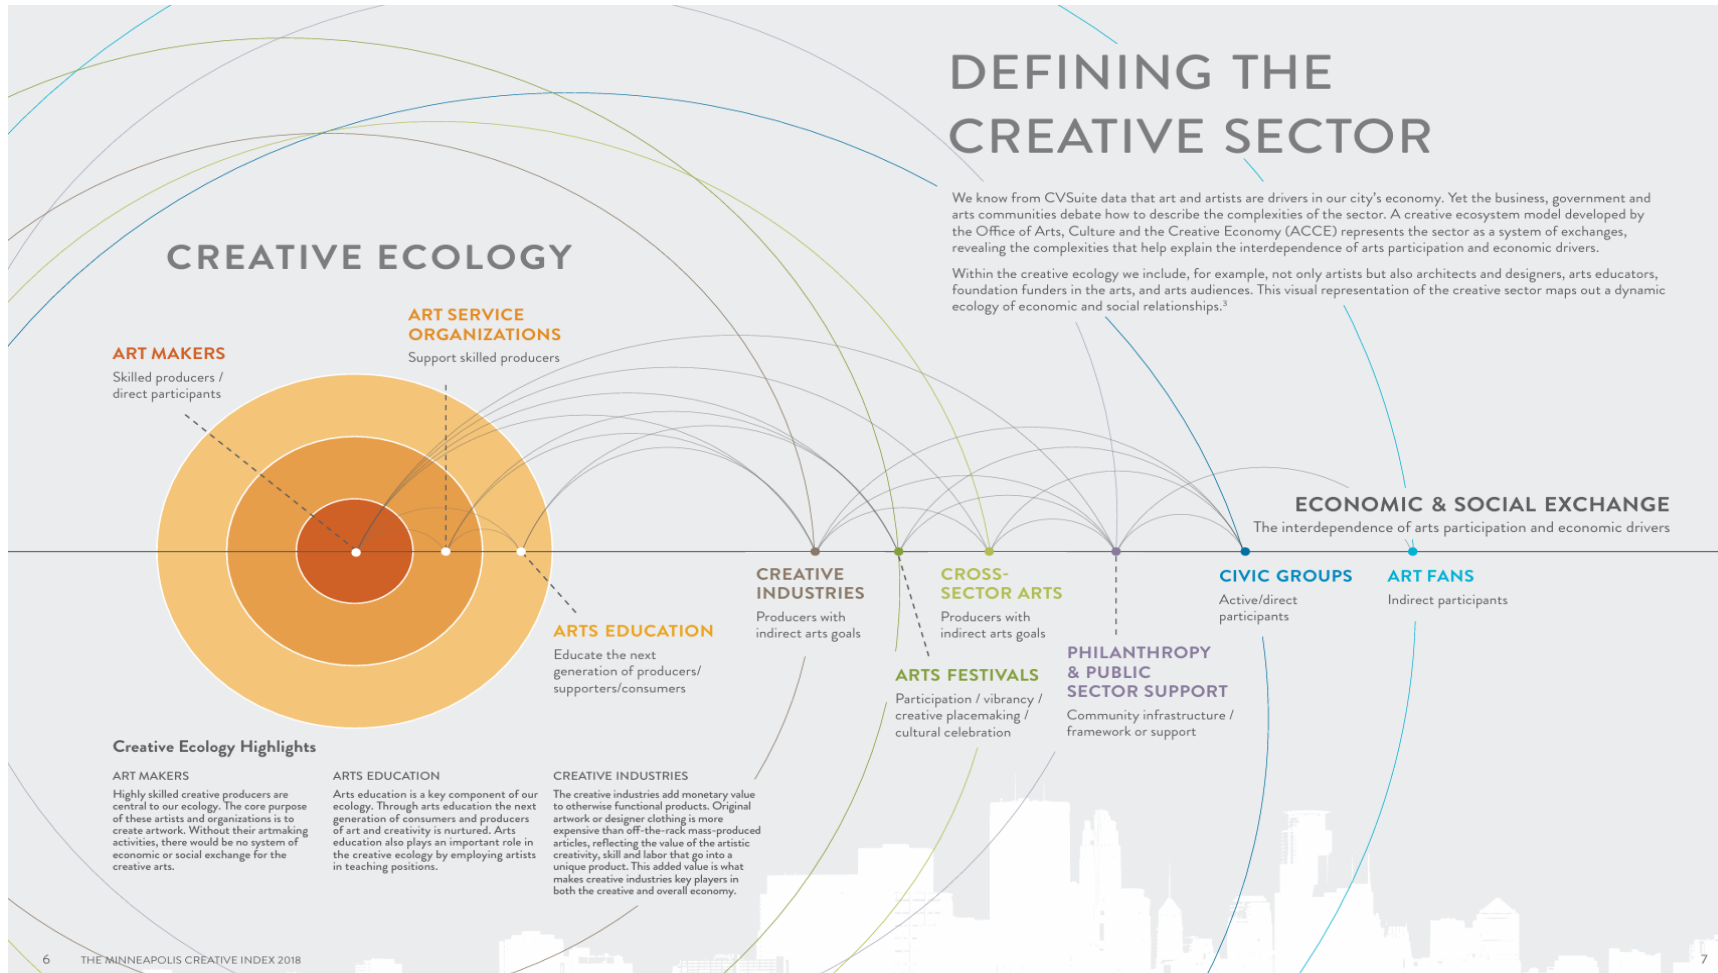 DEFINING THE
CREATIVE SECTOR
We know from CVSuite data that art and artists are drivers in our city's economy. Yet the business, government and
arts communities debate how to describe the complexities of the sector. A creative ecosystem model developed by
the Office of Arts, Culture and the Creative Economy (ACCE) represents the sector as a system of exchanges,
revealing the complexities that help explain the interdependence of arts participation and economic drivers.
Within the creative ecology we include, for example, not only artists but also architects and designers, arts educators,
foundation funders in the arts, and arts audiences. This visual representation of the creative sector maps out a dynamic
ecology of economic and social relationships.³
CREATIVE ECOLOGY
ART SERVICE
ORGANIZATIONS
Support skilled producers
ART MAKERS
Skilled producers /
direct participants
ECONOMIC & SOCIAL EXCHANGE
The interdependence of arts participation and economic drivers
ARTS EDUCATION
Educate the next
generation of producers/
supporters/consumers
CREATIVE
INDUSTRIES
Producers with
indirect arts goals
ARTS FESTIVALS
Participation / vibrancy /
creative placemaking /
cultural celebration
CROSS-
SECTOR ARTS
Producers with
indirect arts goals
PHILANTHROPY
& PUBLIC
SECTOR SUPPORT
Community infrastructure /
framework or support
CIVIC GROUPS
Active/direct
participants
ART FANS
Indirect participants
Creative Ecology Highlights
ART MAKERS
Highly skilled creative producers are
central to our ecology. The core purpose
of these artists and organizations is to
create artwork. Without their artmaking
activities, there would be no system of
economic or social exchange for the
creative arts.
ARTS EDUCATION
Arts education is a key component of our
ecology. Through arts education the next
generation of consumers and producers
of art and creativity is nurtured. Arts
education also plays an important role in
the creative ecology by employing artists
in teaching positions.
CREATIVE INDUSTRIES
The creative industries add monetary value
to otherwise functional products. Original
artwork or designer clothing is more
expensive than off-the-rack mass-produced
articles, reflecting the value of the artistic
creativity, skill and labor that go into a
unique product. This added value is what
makes creative industries key players in
both the creative and overall economy.
6
THE MINNEAPOLIS CREATIVE INDEX 2018
7